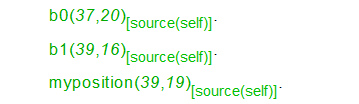 b0(37,20)[source(self)].
b1(39,16)[source(self)].
myposition(39,19)[source(self)].